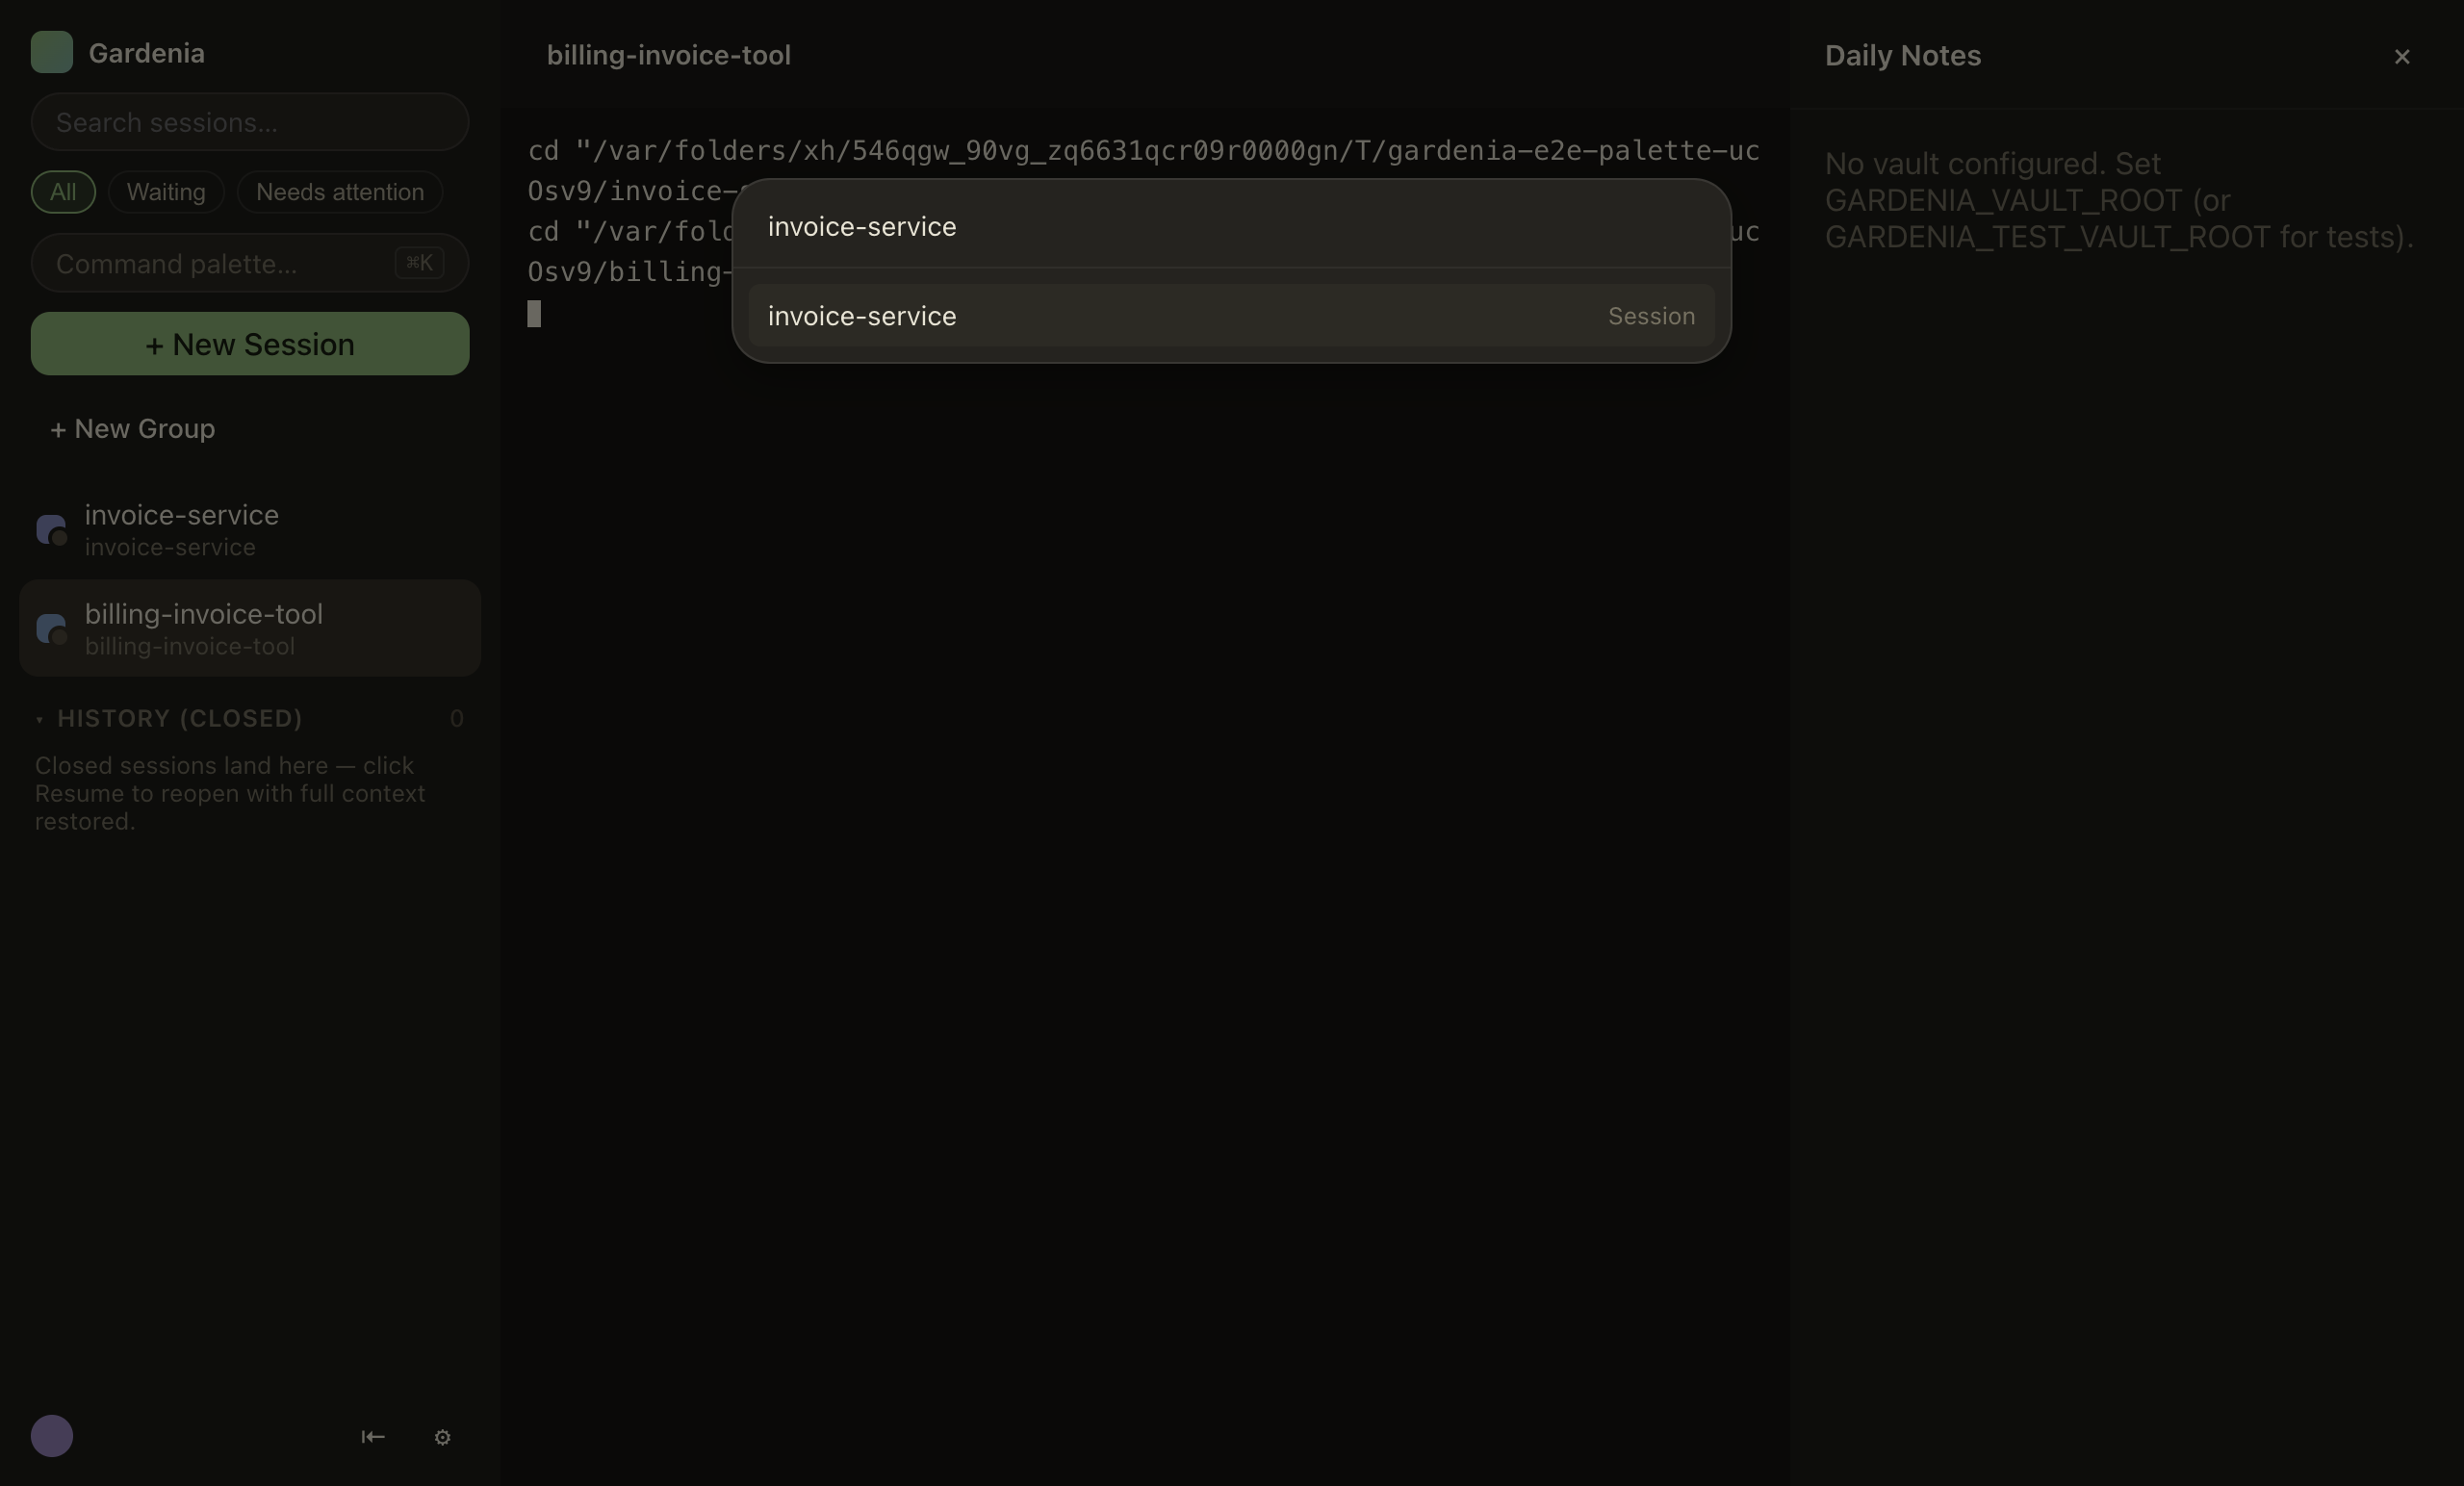 Gardenia
Search sessions...
All
Waiting
Needs attention
Command palette...
⌘K
+ New Session
+ New Group
invoice-service
invoice-service
billing-invoice-tool
billing-invoice-tool
▾ HISTORY (CLOSED) 0
Closed sessions land here — click
Resume to reopen with full context
restored.
billing-invoice-tool
cd "/var/folders/xh/546qgw_90vg_zq6631qcr09r0000gn/T/gardenia-e2e-palette-uc
Osv9/invoice-
cd "/var/fold uc
Osv9/billing-
invoice-service
invoice-service Session
Daily Notes ×
No vault configured. Set
GARDENIA_VAULT_ROOT (or
GARDENIA_TEST_VAULT_ROOT for tests).